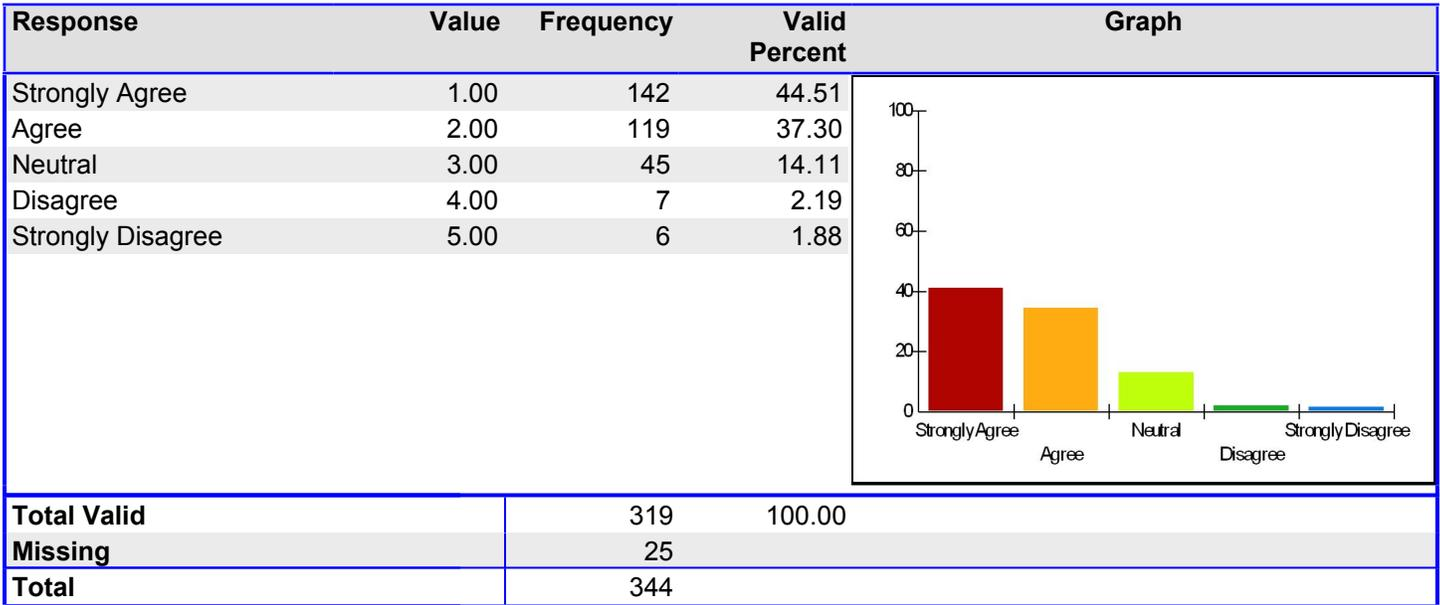 Response Value Frequency Valid Percent Graph
Strongly Agree 1.00 142 44.51
Agree 2.00 119 37.30
Neutral 3.00 45 14.11
Disagree 4.00 7 2.19
Strongly Disagree 5.00 6 1.88
100
80
60
40
20
0
Strongly Agree Neutral Strongly Disagree
Agree Disagree
Total Valid 319 100.00
Missing 25
Total 344